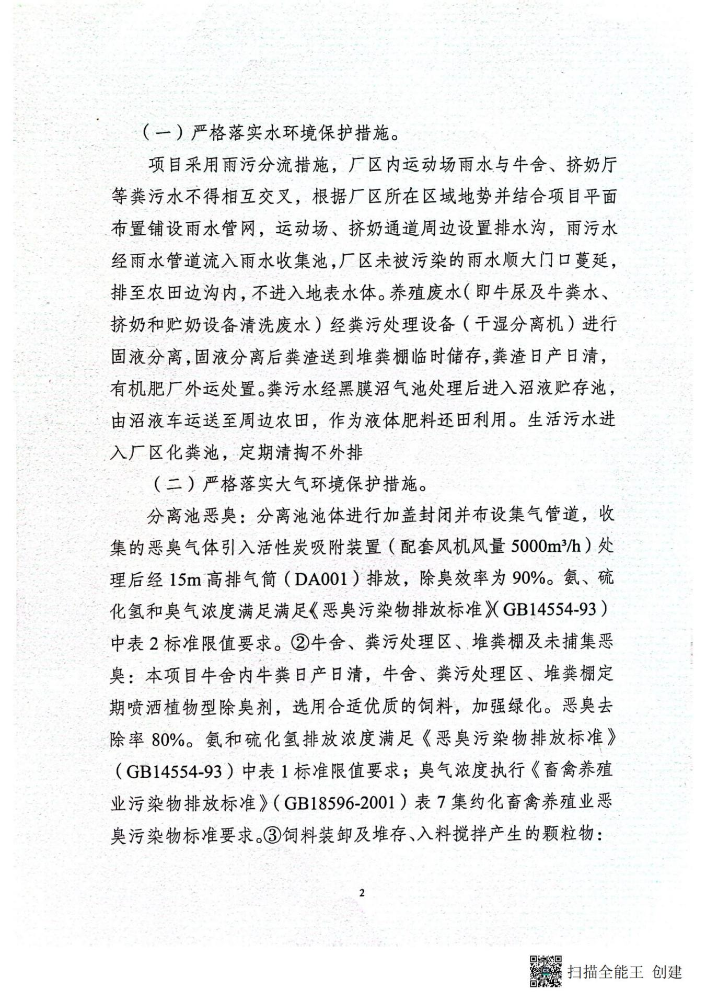 （一）严格落实水环境保护措施。
项目采用雨污分流措施，厂区内运动场雨水与牛舍、挤奶厅
等粪污水不得相互交叉，根据厂区所在区域地势并结合项目平面
布置铺设雨水管网，运动场、挤奶通道周边设置排水沟，雨污水
经雨水管道流入雨水收集池,厂区未被污染的雨水顺大门口蔓延,
排至农田边沟内,不进入地表水体。养殖废水(即牛尿及牛粪水、
挤奶和贮奶设备清洗废水）经粪污处理设备（干湿分离机）进行
固液分离,固液分离后粪渣送到堆粪棚临时储存,粪渣日产日清，
有机肥厂外运处置。粪污水经黑膜沼气池处理后进入沼液贮存池，
由沼液车运送至周边农田，作为液体肥料还田利用。生活污水进
入厂区化粪池，定期清掏不外排
（二）严格落实大气环境保护措施。
分离池恶臭：分离池池体进行加盖封闭并布设集气管道，收
集的恶臭气体引入活性炭吸附装置（配套风机风量 5000m³/h）处
理后经 15m 高排气筒（DA001）排放，除臭效率为 90%。氨、硫
化氢和臭气浓度满足满足《恶臭污染物排放标准》（GB14554-93）
中表 2 标准限值要求。②牛舍、粪污处理区、堆粪棚及未捕集恶
臭：本项目牛舍内牛粪日产日清，牛舍、粪污处理区、堆粪棚定
期喷洒植物型除臭剂，选用合适优质的饲料，加强绿化。恶臭去
除率 80%。氨和硫化氢排放浓度满足《恶臭污染物排放标准》
（GB14554-93）中表 1 标准限值要求；臭气浓度执行《畜禽养殖
业污染物排放标准》（GB18596-2001）表 7 集约化畜禽养殖业恶
臭污染物标准要求。③饲料装卸及堆存、入料搅拌产生的颗粒物：
2
CS
扫描全能王 创建